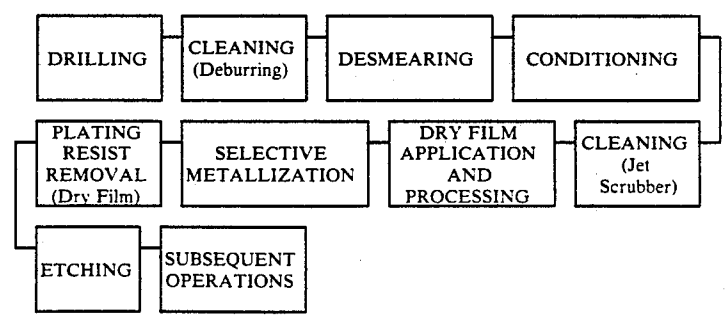 DRILLING
CLEANING
(Deburring)
DESMEARING
CONDITIONING
PLATING
RESIST
REMOVAL
(Dry Film)
SELECTIVE
METALLIZATION
DRY FILM
APPLICATION
AND
PROCESSING
CLEANING
(Jet
Scrubber)
ETCHING
SUBSEQUENT
OPERATIONS